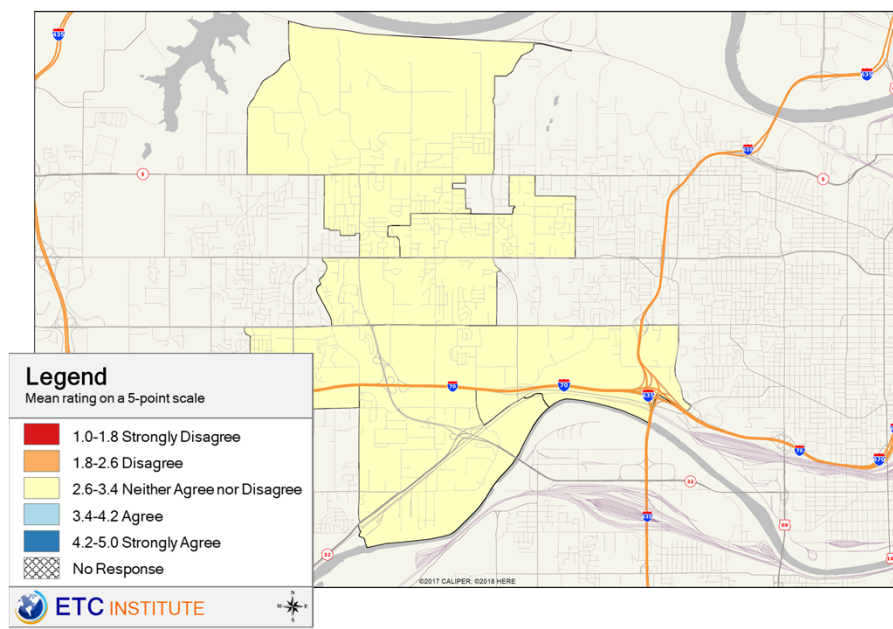 435
435
635
5
635
5
Legend
Mean rating on a 5-point scale
1.0-1.8 Strongly Disagree
1.8-2.6 Disagree
2.6-3.4 Neither Agree nor Disagree
3.4-4.2 Agree
4.2-5.0 Strongly Agree
No Response
70
70
635
70
670
32
635
69
32
©2017 CALIPER; ©2018 HERE
ETC INSTITUTE
N
W E
S